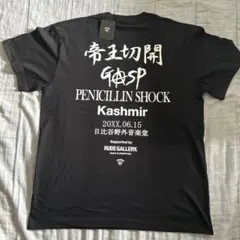 帝王切開
GASP
PENICILLIN SHOCK
Kashmir
20XX.06.15
日比谷野外音楽堂
Supported by
RUDE GALLERY